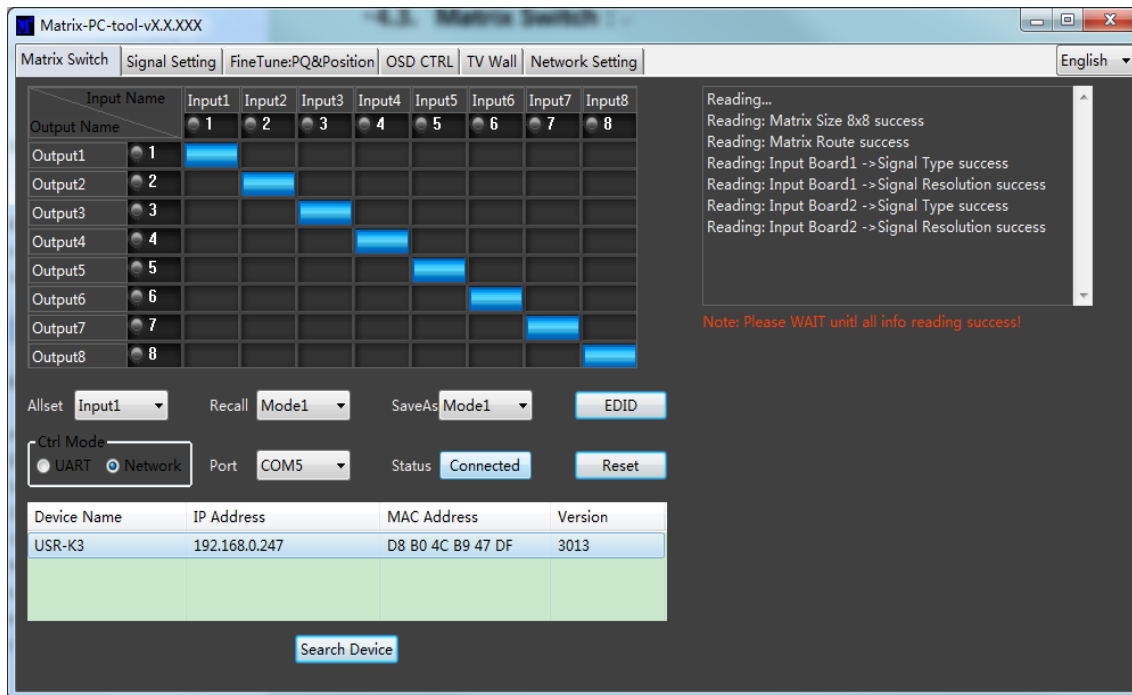 -4.3. Matrix Switch :
Matrix-PC-tool-vX.X.XXX
Matrix Switch Signal Setting FineTune:PQ&Position OSD CTRL TV Wall Network Setting English
Input Name Input1 Input2 Input3 Input4 Input5 Input6 Input7 Input8
Output Name 1 2 3 4 5 6 7 8
Output1 1
Output2 2
Output3 3
Output4 4
Output5 5
Output6 6
Output7 7
Output8 8
Reading...
Reading: Matrix Size 8x8 success
Reading: Matrix Route success
Reading: Input Board1 ->Signal Type success
Reading: Input Board1 ->Signal Resolution success
Reading: Input Board2 ->Signal Type success
Reading: Input Board2 ->Signal Resolution success
Note: Please WAIT unitl all info reading success!
Allset Input1 Recall Mode1 SaveAs Mode1 EDID
Ctrl Mode
UART Network Port COM5 Status Connected Reset
Device Name IP Address MAC Address Version
USR-K3 192.168.0.247 D8 B0 4C B9 47 DF 3013
Search Device